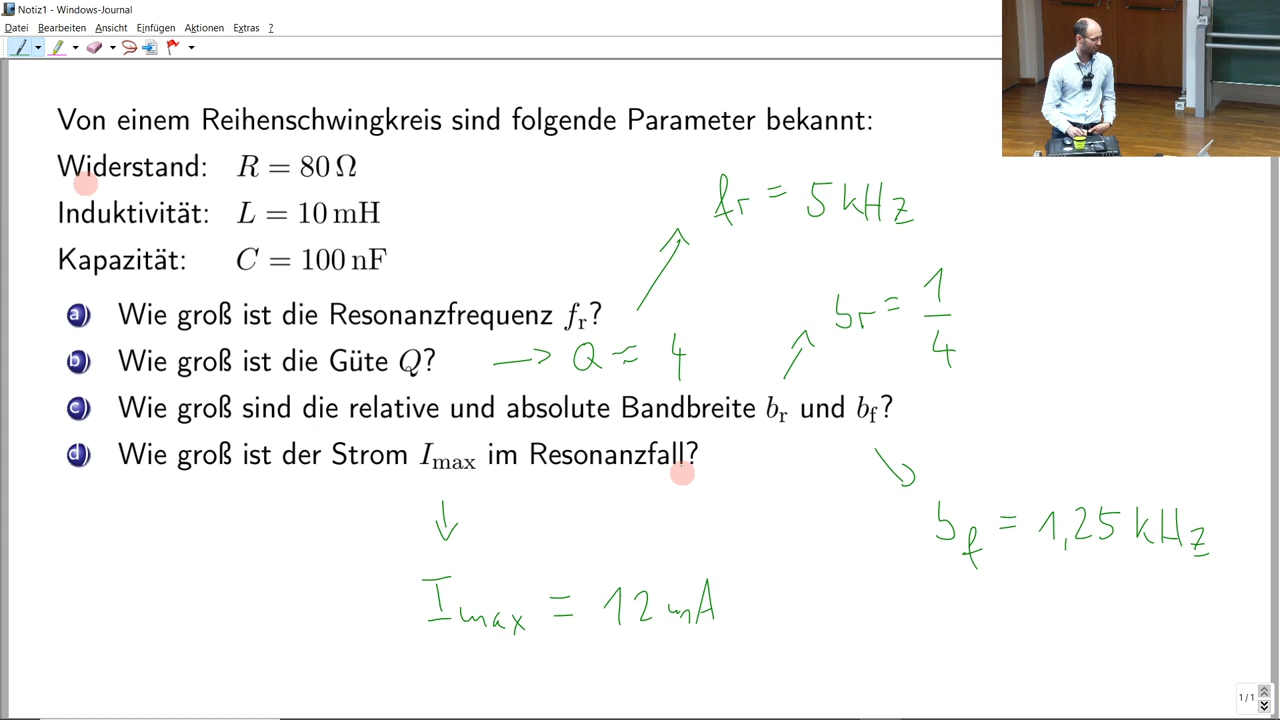 Notiz1 - Windows-Journal
Datei Bearbeiten Ansicht Einfügen Aktionen Extras ?
Von einem Reihenschwingkreis sind folgende Parameter bekannt:
Widerstand: R = 80 Ω
Induktivität: L = 10 mH
Kapazität: C = 100 nF
fr = 5 kHz
a) Wie groß ist die Resonanzfrequenz fr?
br = 1/4
b) Wie groß ist die Güte Q? → Q ≈ 4
c) Wie groß sind die relative und absolute Bandbreite br und bf?
d) Wie groß ist der Strom Imax im Resonanzfall?
bf = 1,25 kHz
Imax = 12 mA
1/1